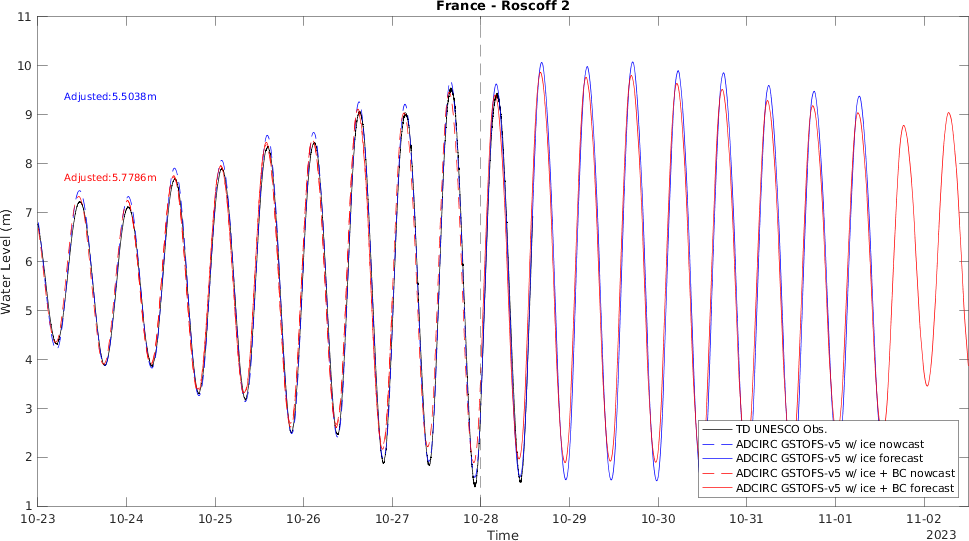 France - Roscoff 2
11
10
9
8
7
6
5
4
3
2
1
Water Level (m)
Adjusted:5.5038m
Adjusted:5.7786m
TD UNESCO Obs.
ADCIRC GSTOFS-v5 w/ ice nowcast
ADCIRC GSTOFS-v5 w/ ice forecast
ADCIRC GSTOFS-v5 w/ ice + BC nowcast
ADCIRC GSTOFS-v5 w/ ice + BC forecast
10-23 10-24 10-25 10-26 10-27 10-28 10-29 10-30 10-31 11-01 11-02
Time
2023